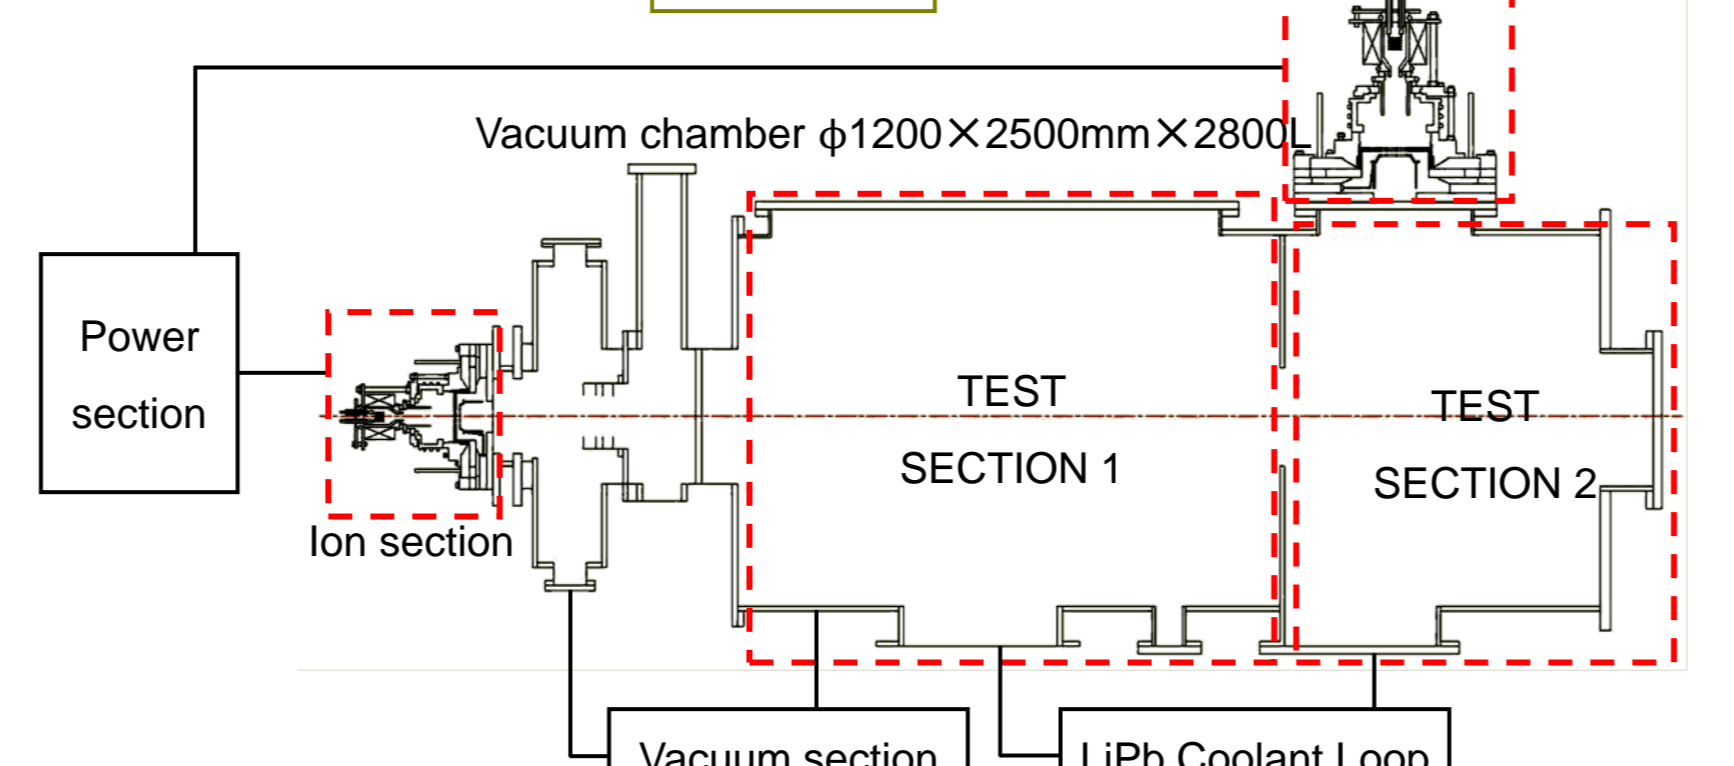 Vacuum chamber ϕ1200×2500mm×2800L
Power
section
Ion section
TEST
SECTION 1
TEST
SECTION 2
Vacuum section
LiPb Coolant Loop